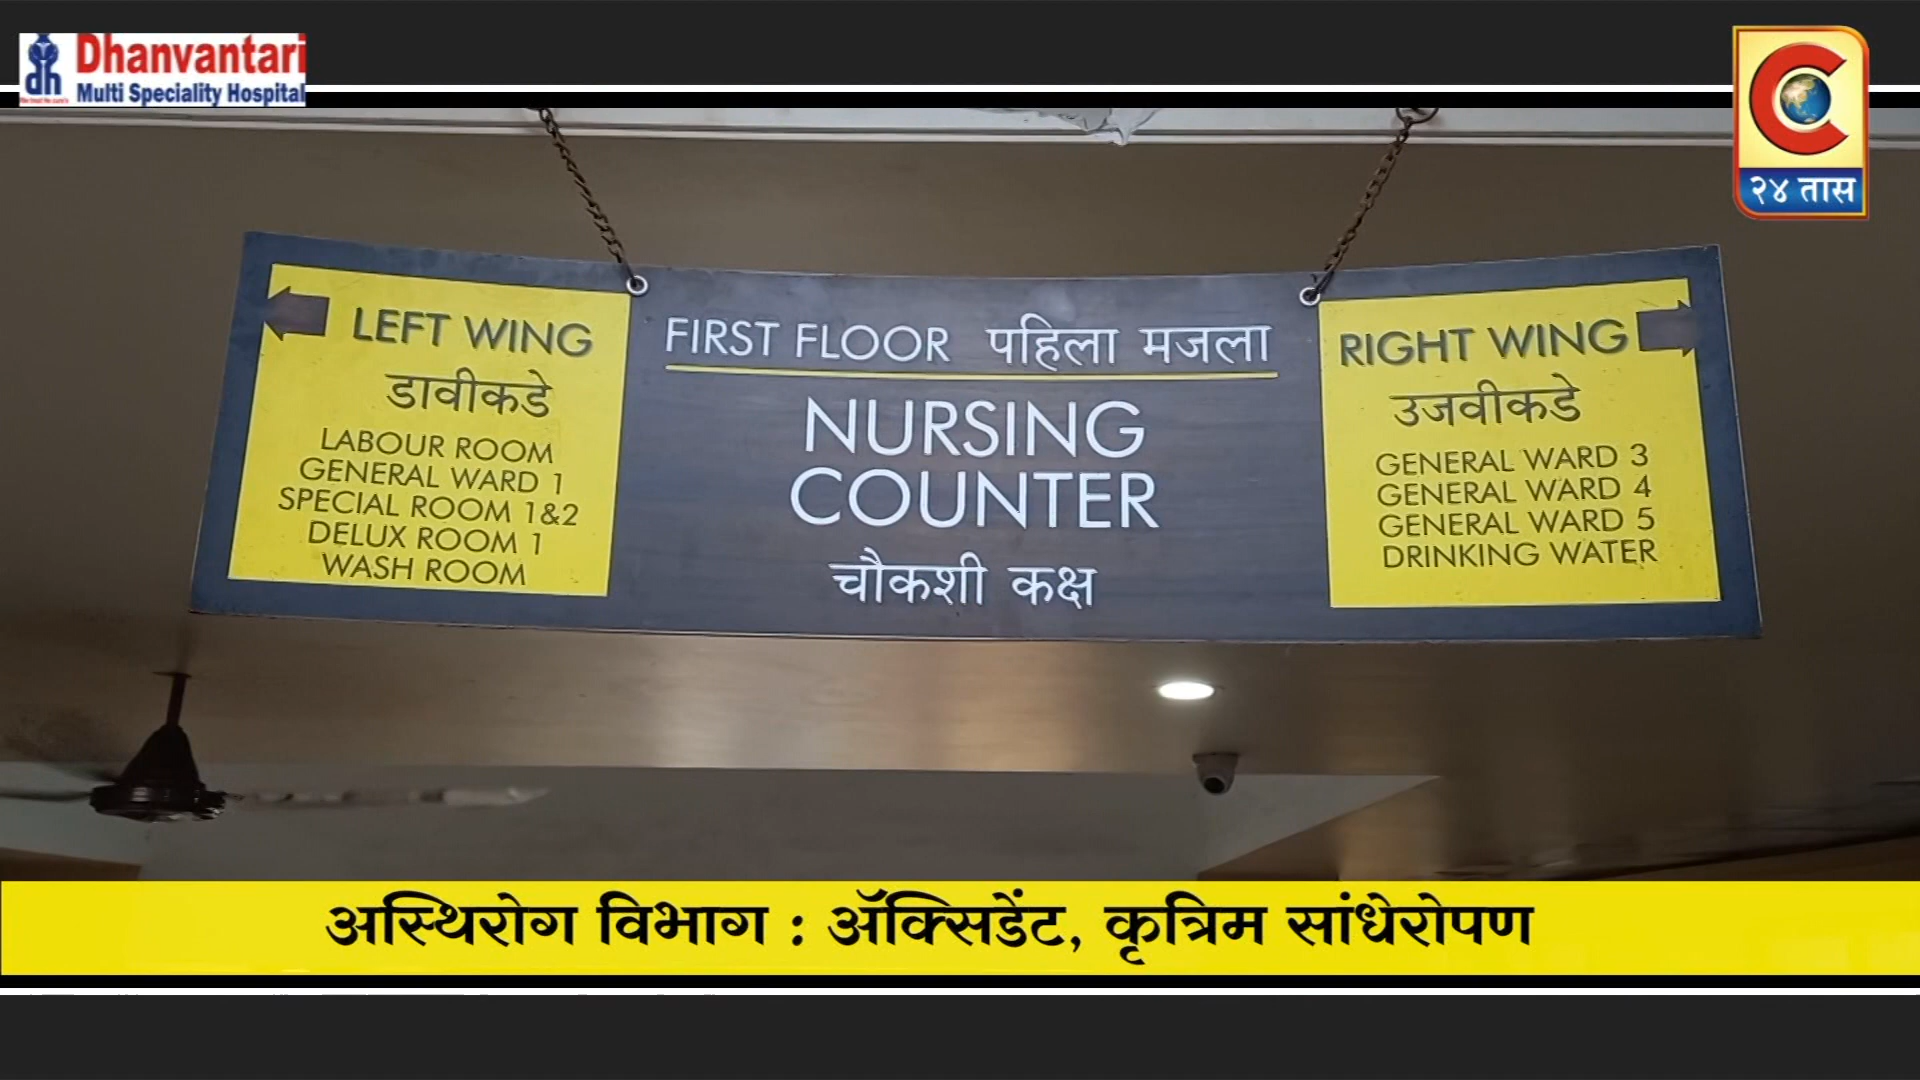 Dhanvantari
Multi Speciality Hospital
२४ तास
LEFT WING
डावीकडे
LABOUR ROOM
GENERAL WARD 1
SPECIAL ROOM 1&2
DELUX ROOM 1
WASH ROOM
FIRST FLOOR पहिला मजला
NURSING
COUNTER
चौकशी कक्ष
RIGHT WING
उजवीकडे
GENERAL WARD 3
GENERAL WARD 4
GENERAL WARD 5
DRINKING WATER
अस्थिरोग विभाग : ॲक्सिडेंट, कृत्रिम सांधेरोपण